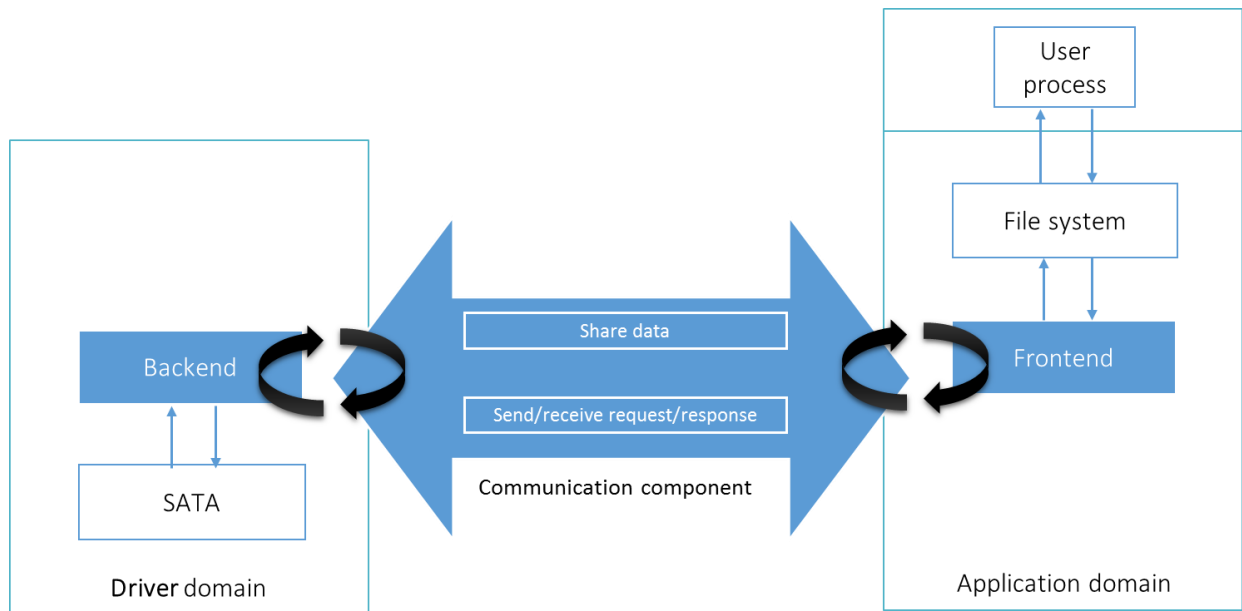 User
process
File system
Share data
Backend
Frontend
Send/receive request/response
SATA
Communication component
Driver domain
Application domain